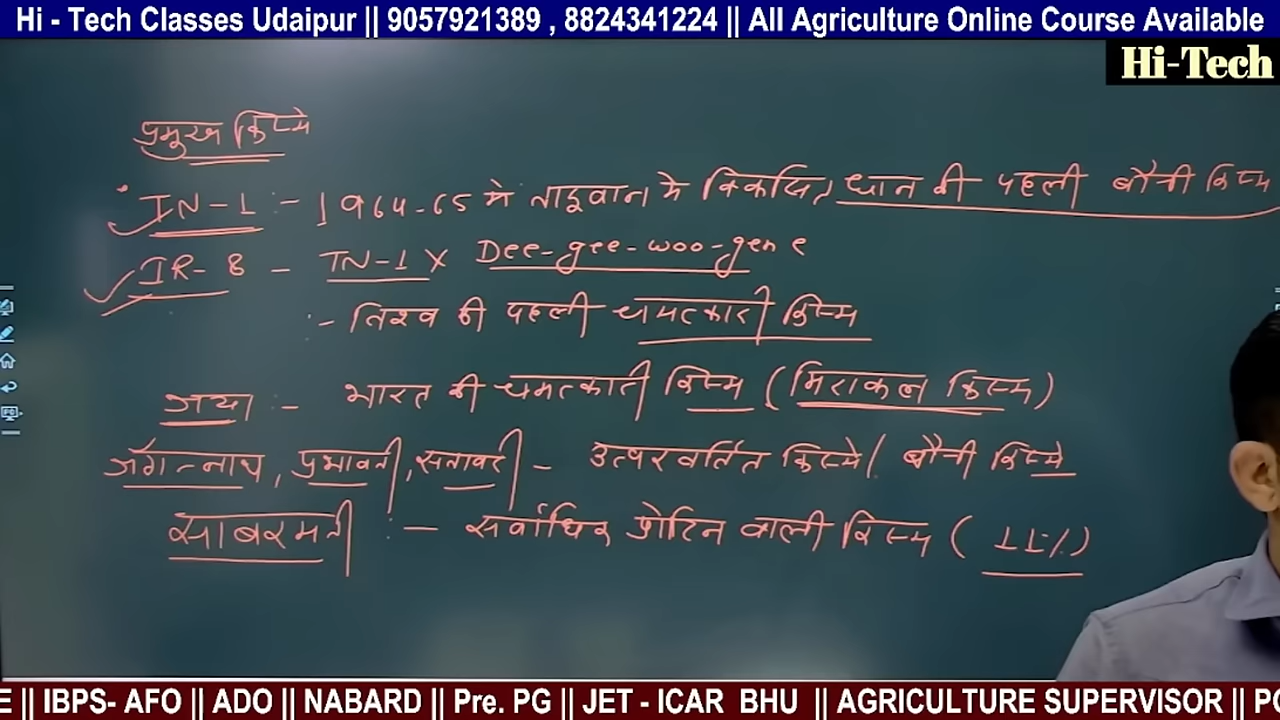 Hi - Tech Classes Udaipur || 9057921389 , 8824341224 || All Agriculture Online Course Available
Hi-Tech
प्रमुख किस्मे
TN-1 :- 1964-65 मे ताइवान मे विकसित, धान की पहली बौनी किस्म
IR-8 - TN-1 X Dee-gee-woo-gene
:- विश्व की पहली चमत्कारी किस्म
जया :- भारत की चमत्कारी किस्म (मिराकल किस्म)
जगन्नाथ, प्रभावती, सतावरी - उत्परवर्तित किस्मे/ बौनी किस्मे
साबरमती :- सर्वाधिक प्रोटिन वाली किस्म (11%)
E || IBPS- AFO || ADO || NABARD || Pre. PG || JET - ICAR BHU || AGRICULTURE SUPERVISOR || PG